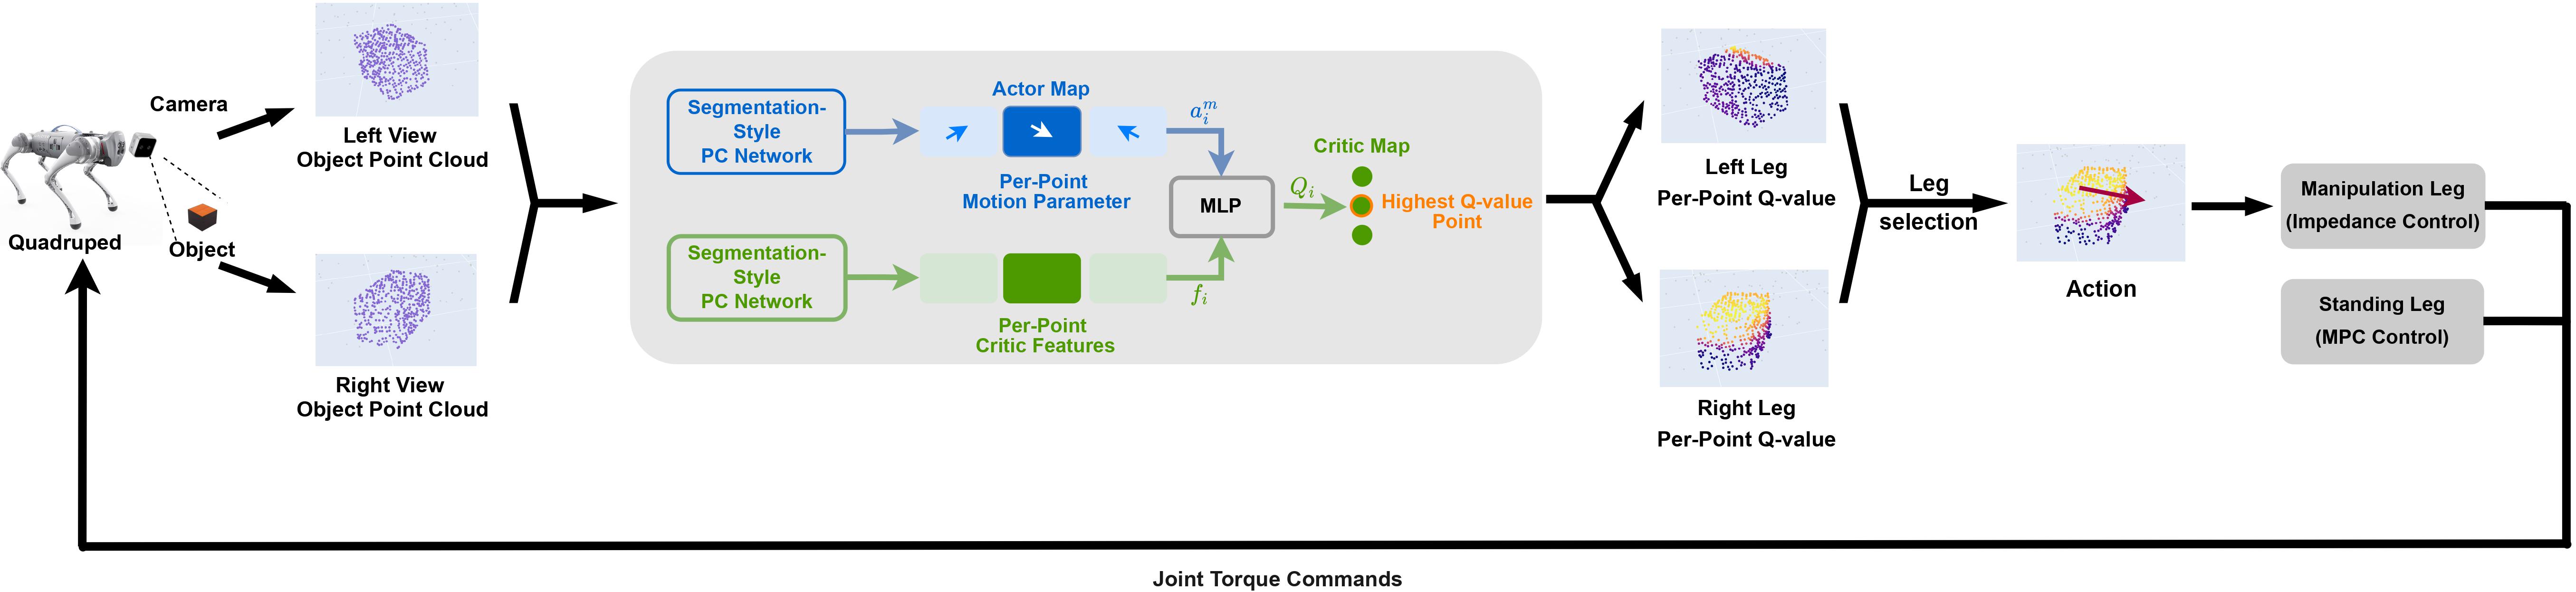 Camera
Quadruped
Object
Left View
Object Point Cloud
Right View
Object Point Cloud
Segmentation-
Style
PC Network
Actor Map
Per-Point
Motion Parameter
a_i^m
Segmentation-
Style
PC Network
Per-Point
Critic Features
f_i
MLP
Q_i
Critic Map
Highest Q-value
Point
Left Leg
Per-Point Q-value
Right Leg
Per-Point Q-value
Leg
selection
Action
Manipulation Leg
(Impedance Control)
Standing Leg
(MPC Control)
Joint Torque Commands